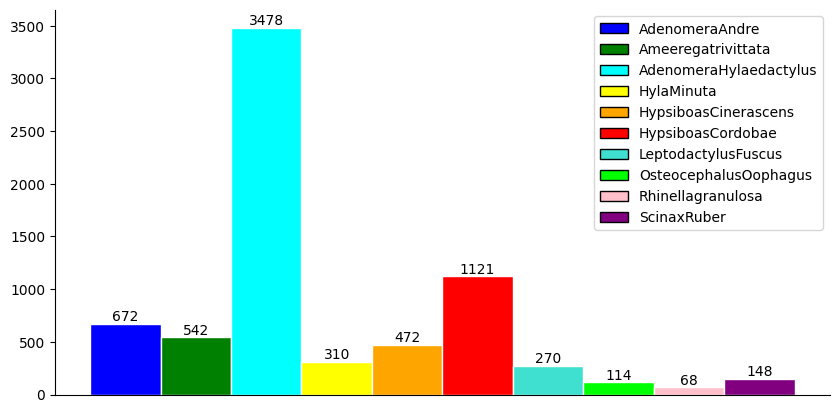 3500
3000
2500
2000
1500
1000
500
0
672
542
3478
310
472
1121
270
114
68
148
AdenomeraAndre
Ameeregatrivittata
AdenomeraHylaedactylus
HylaMinuta
HypsiboasCinerascens
HypsiboasCordobae
LeptodactylusFuscus
OsteocephalusOophagus
Rhinellagranulosa
ScinaxRuber